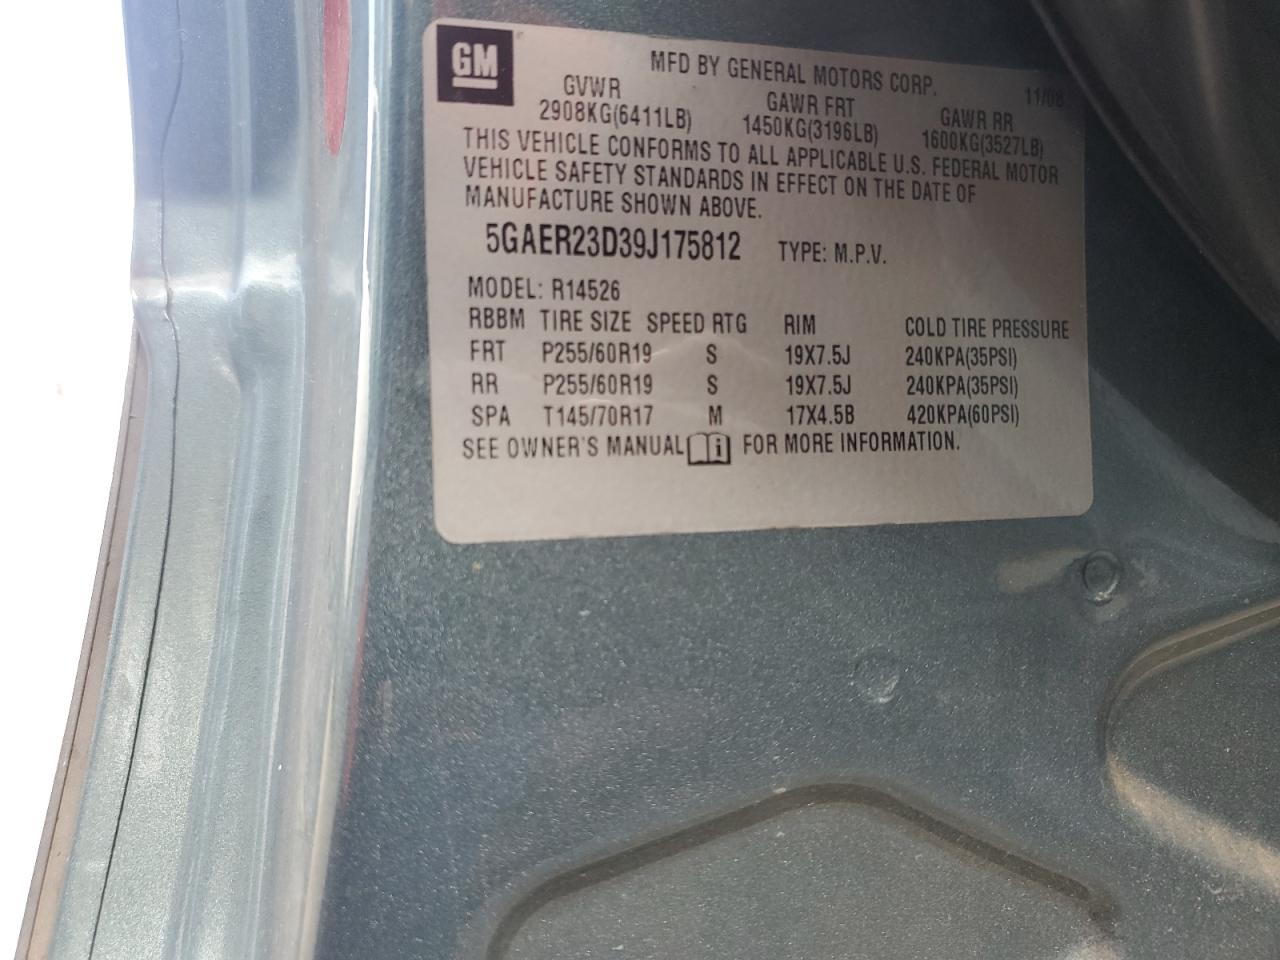 GM
MFD BY GENERAL MOTORS CORP. 11/08
GVWR GAWR FRT GAWR RR
2908KG(6411LB) 1450KG(3196LB) 1600KG(3527LB)
THIS VEHICLE CONFORMS TO ALL APPLICABLE U.S. FEDERAL MOTOR
VEHICLE SAFETY STANDARDS IN EFFECT ON THE DATE OF
MANUFACTURE SHOWN ABOVE.
5GAER23D39J175812 TYPE: M.P.V.
MODEL: R14526
RBBM TIRE SIZE SPEED RTG RIM COLD TIRE PRESSURE
FRT P255/60R19 S 19X7.5J 240KPA(35PSI)
RR P255/60R19 S 19X7.5J 240KPA(35PSI)
SPA T145/70R17 M 17X4.5B 420KPA(60PSI)
SEE OWNER'S MANUAL i FOR MORE INFORMATION.